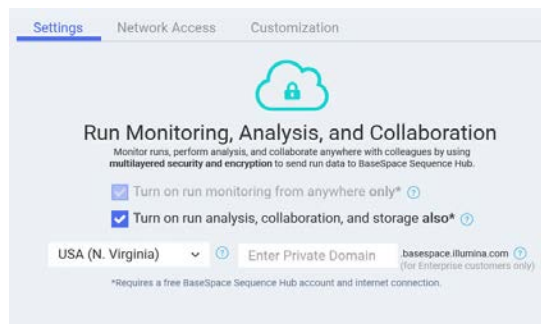 Settings Network Access Customization
Run Monitoring, Analysis, and Collaboration
Monitor runs, perform analysis, and collaborate anywhere with colleagues by using
multilayered security and encryption to send run data to BaseSpace Sequence Hub.
Turn on run monitoring from anywhere only* ?
Turn on run analysis, collaboration, and storage also* ?
USA (N. Virginia) ? Enter Private Domain .basespace.illumina.com ?
(for Enterprise customers only)
*Requires a free BaseSpace Sequence Hub account and internet connection.